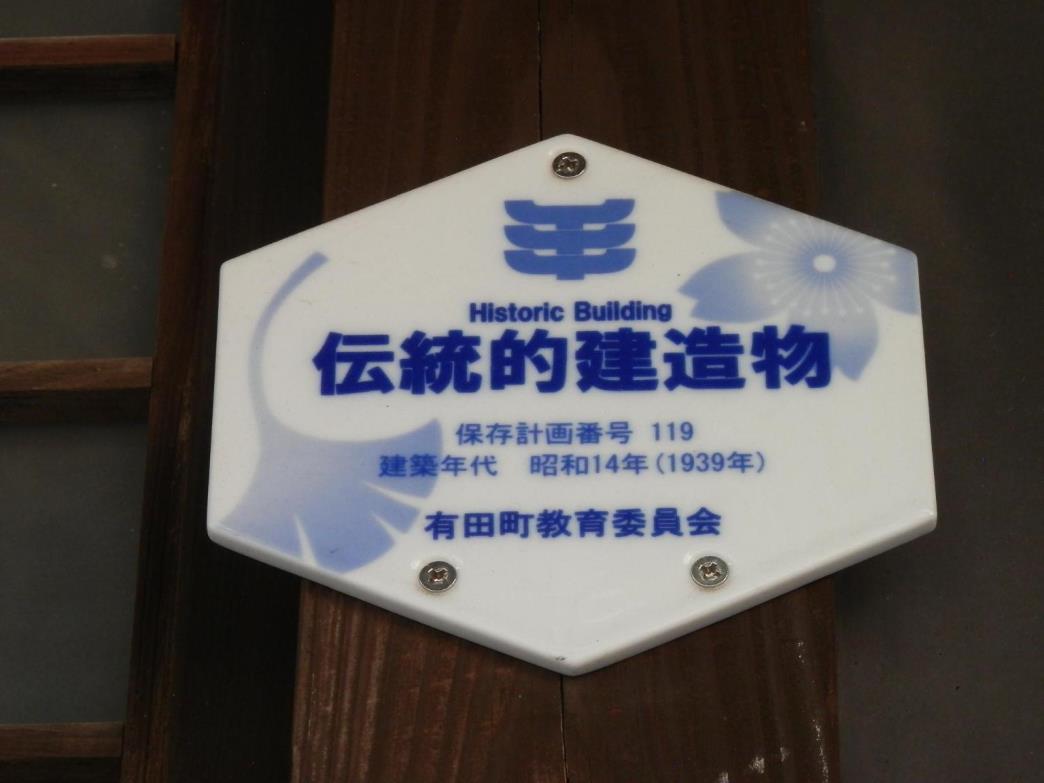 Historic Building
伝統的建造物
保存計画番号 119
建築年代 昭和14年(1939年)
有田町教育委員会